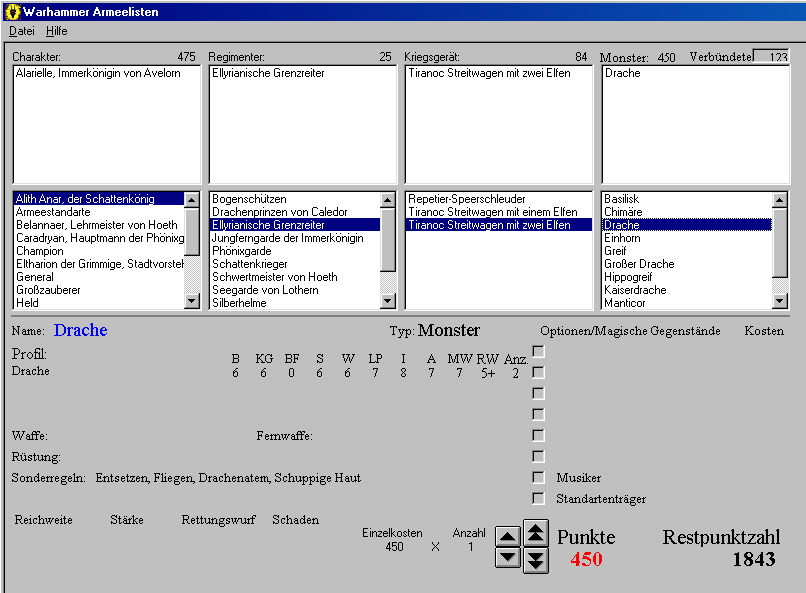 Warhammer Armeelisten
Datei Hilfe
Charakter: 475 Regimenter: 25 Kriegsgerät: 84 Monster: 450 Verbündete 123
Alarielle, Immerkönigin von Avelorn Ellyrianische Grenzreiter Tiranoc Streitwagen mit zwei Elfen Drache
Alith Anar, der Schattenkönig Bogenschützen Repetier-Speerschleuder Basilisk
Armeestandarte Drachenprinzen von Caledor Tiranoc Streitwagen mit einem Elfen Chimäre
Belannaer, Lehrmeister von Hoeth Ellyrianische Grenzreiter Tiranoc Streitwagen mit zwei Elfen Drache
Caradryan, Hauptmann der Phönixg Jungferngarde der Immerkönigin Einhorn
Champion Phönixgarde Greif
Eltharion der Grimmige, Stadtvorsteh Schattenkrieger Großer Drache
General Schwertmeister von Hoeth Hippogreif
Großzauberer Seegarde von Lothern Kaiserdrache
Held Silberhelme Manticor
Name: Drache Typ: Monster Optionen/Magische Gegenstände Kosten
Profil: B KG BF S W LP I A MW RW Anz.
Drache 6 6 0 6 6 7 8 7 7 5+ 2
Waffe: Fernwaffe:
Rüstung:
Sonderregeln: Entsetzen, Fliegen, Drachenatem, Schuppige Haut Musiker
Standartenträger
Reichweite Stärke Rettungswurf Schaden
Einzelkosten Anzahl Punkte Restpunktzahl
450 X 1 450 1843